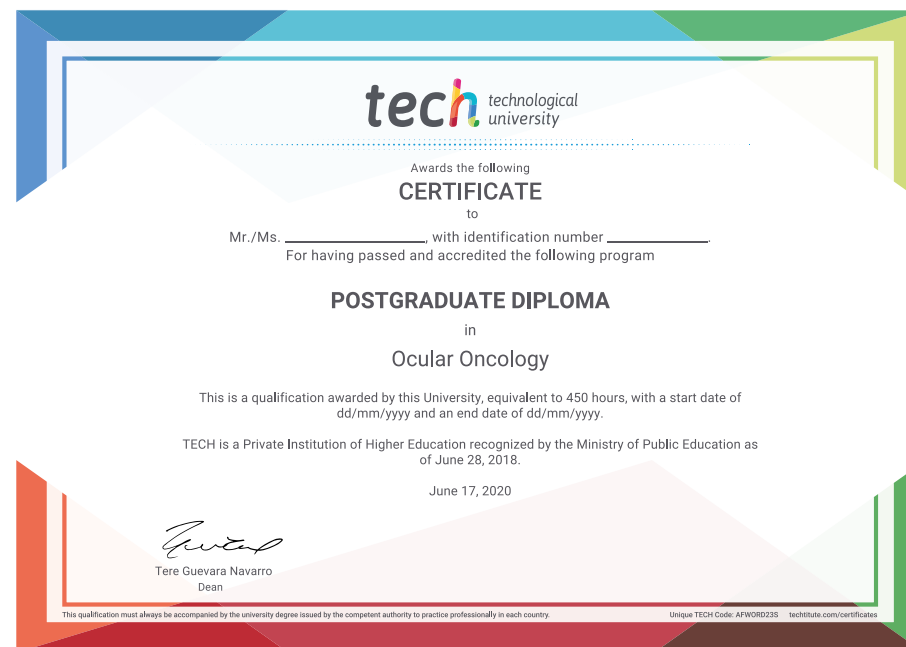 tech technological
university
Awards the following
CERTIFICATE
to
Mr./Ms. ____________________, with identification number ______________.
For having passed and accredited the following program
POSTGRADUATE DIPLOMA
in
Ocular Oncology
This is a qualification awarded by this University, equivalent to 450 hours, with a start date of
dd/mm/yyyy and an end date of dd/mm/yyyy.
TECH is a Private Institution of Higher Education recognized by the Ministry of Public Education as
of June 28, 2018.
June 17, 2020
Tere Guevara Navarro
Dean
This qualification must always be accompanied by the university degree issued by the competent authority to practice professionally in each country.
Unique TECH Code: AFWORD23S techtitute.com/certificates